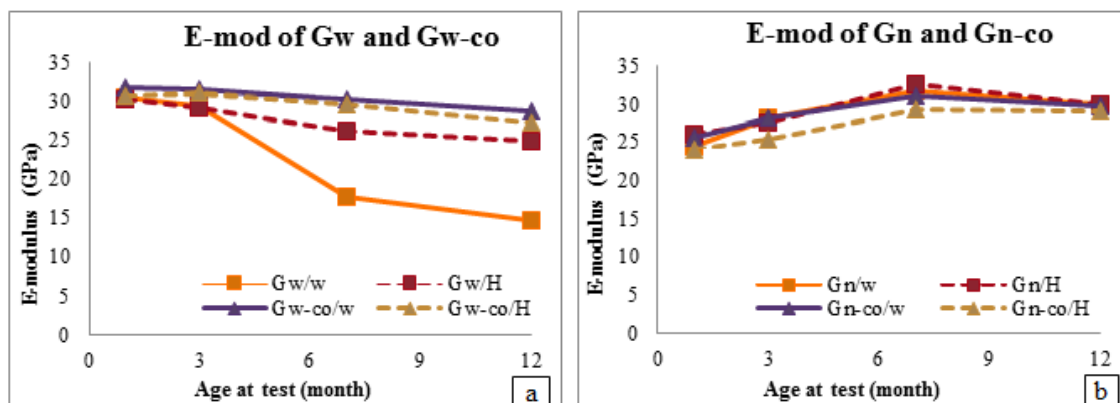 E-mod of Gw and Gw-co
35
30
25
20
15
10
5
0
E-modulus (GPa)
Gw/w
Gw/H
Gw-co/w
Gw-co/H
0 3 6 9 12
Age at test (month)
a
E-mod of Gn and Gn-co
35
30
25
20
15
10
5
0
E-modulus (GPa)
Gn/w
Gn/H
Gn-co/w
Gn-co/H
0 3 6 9 12
Age at test (month)
b